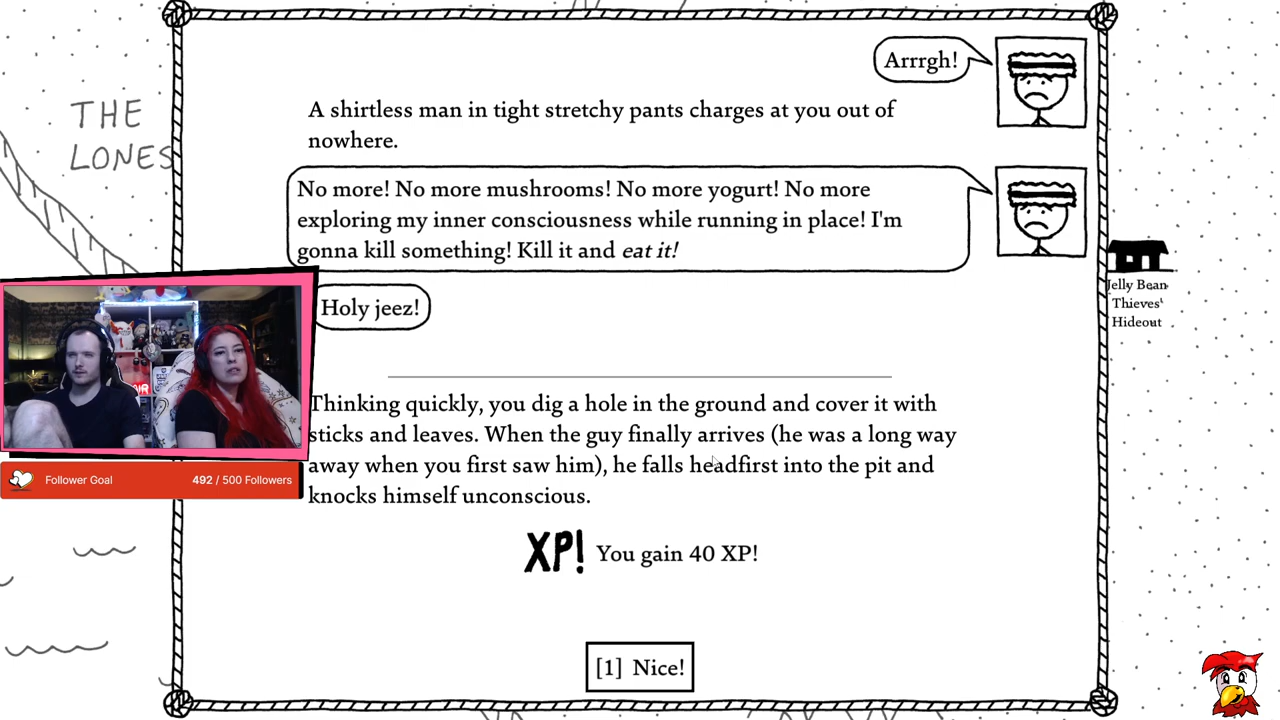 THE
LONES
Arrrgh!
A shirtless man in tight stretchy pants charges at you out of
nowhere.
No more! No more mushrooms! No more yogurt! No more
exploring my inner consciousness while running in place! I'm
gonna kill something! Kill it and eat it!
Holy jeez!
Jelly Bean
Thieves'
Hideout
Thinking quickly, you dig a hole in the ground and cover it with
sticks and leaves. When the guy finally arrives (he was a long way
away when you first saw him), he falls headfirst into the pit and
knocks himself unconscious.
Follower Goal 492 / 500 Followers
XP! You gain 40 XP!
[1] Nice!